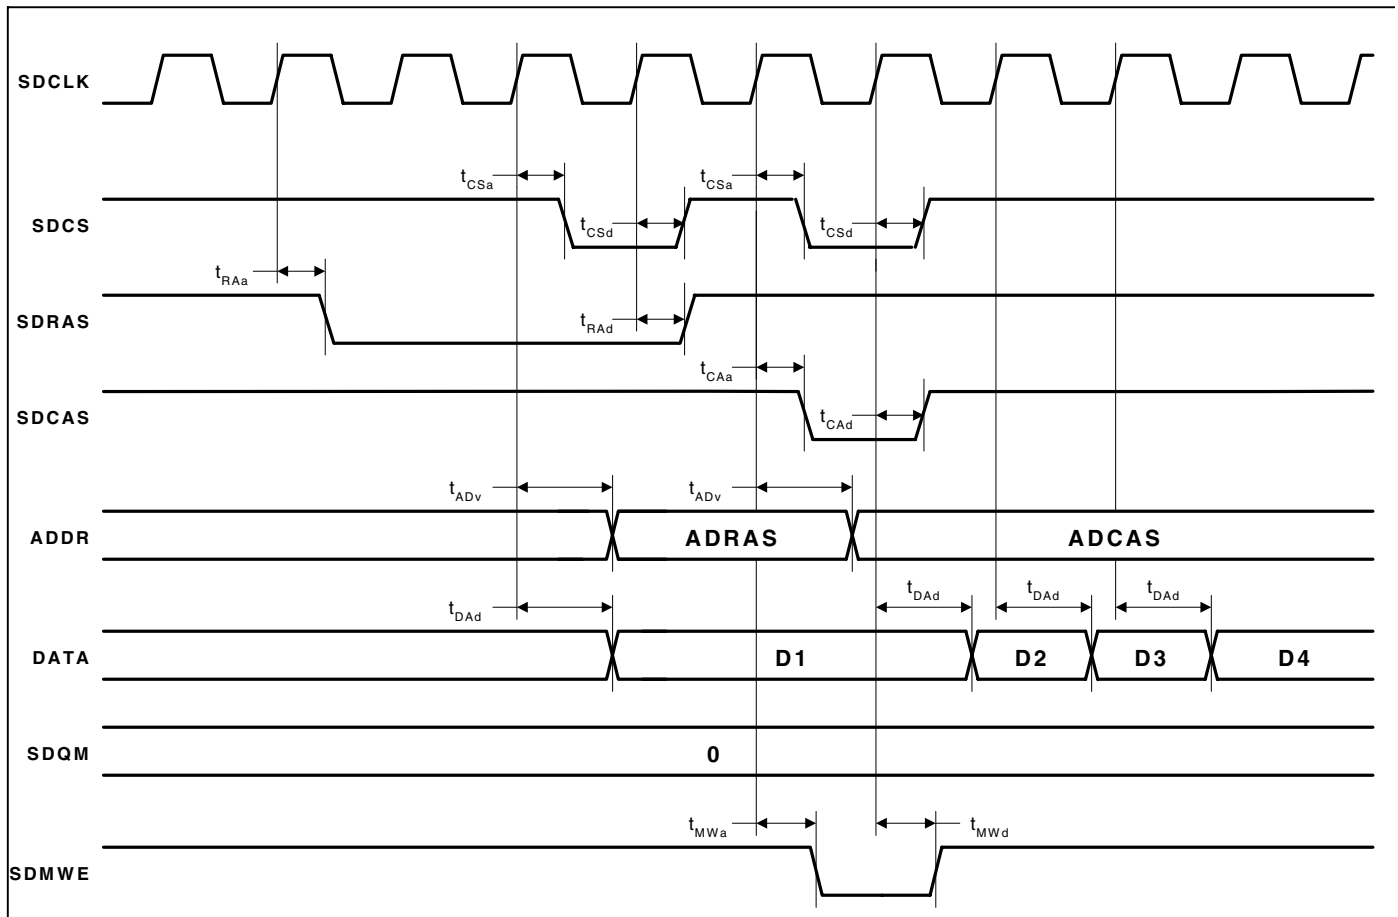 SDCLK
tCSa tCSa
SDCS tCSd tCSd
tRAa
SDRAS tRAd
tCAa
SDCAS tCAd
tADv tADv
ADDR ADRAS ADCAS
tDAd tDAd tDAd tDAd
DATA D1 D2 D3 D4
SDQM 0
tMWa tMWd
SDMWE